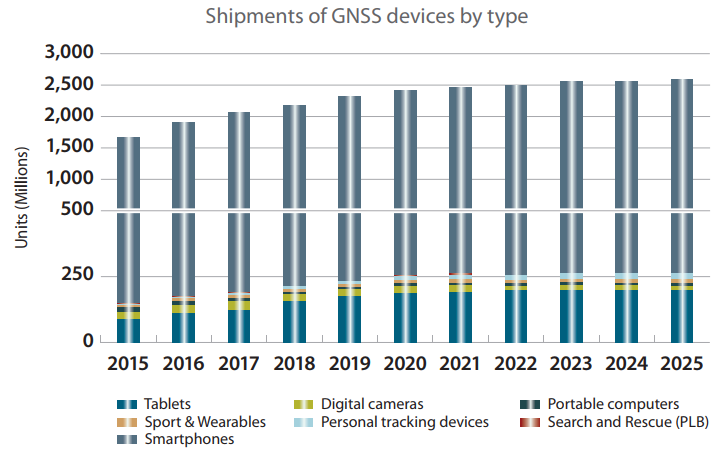 Shipments of GNSS devices by type
3,000
2,500
2,000
1,500
1,000
500
250
0
Units (Millions)
2015 2016 2017 2018 2019 2020 2021 2022 2023 2024 2025
Tablets Digital cameras Portable computers
Sport & Wearables Personal tracking devices Search and Rescue (PLB)
Smartphones